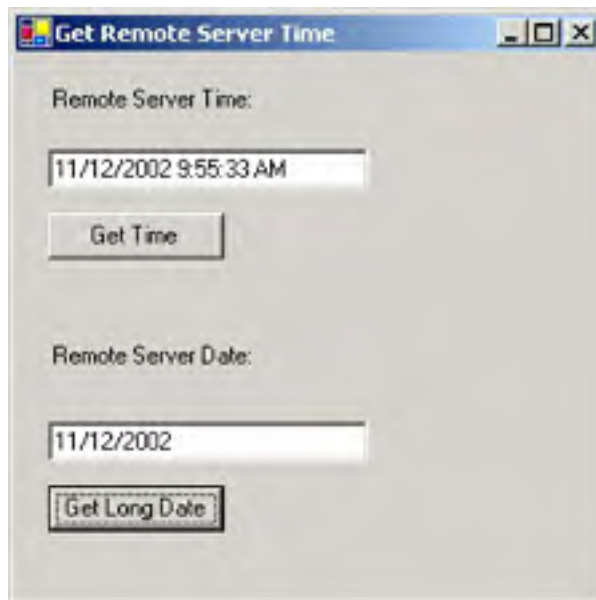 Get Remote Server Time
Remote Server Time:
11/12/2002 9:55:33 AM
Get Time
Remote Server Date:
11/12/2002
Get Long Date